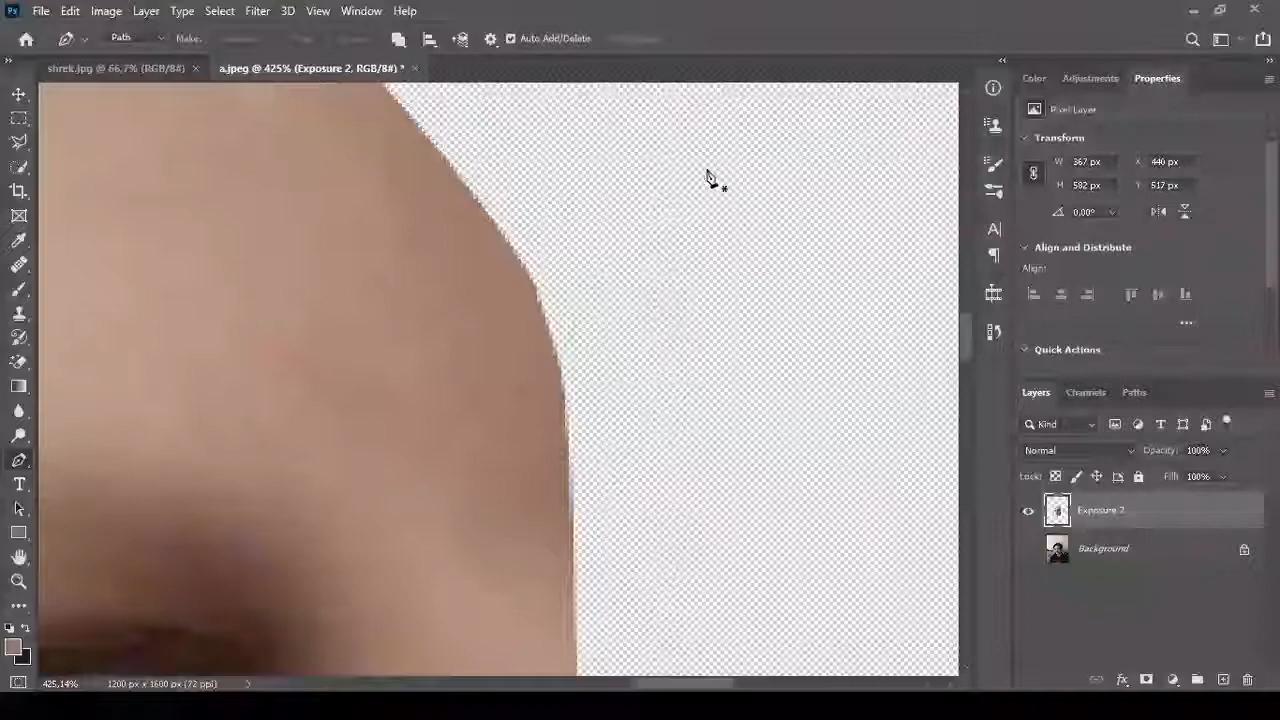 Ps File Edit Image Layer Type Select Filter 3D View Window Help
Path Make: Auto Add/Delete
shrek.jpg @ 66,7% (RGB/8#) × a.jpeg @ 425% (Exposure 2, RGB/8#) * ×
Color Adjustments Properties
Pixel Layer
Transform
W 367 px X 440 px
H 582 px Y 517 px
0,00°
Align and Distribute
Align:
Quick Actions
Layers Channels Paths
Kind
Normal Opacity: 100%
Lock: Fill: 100%
Exposure 2
Background
425,14% 1200 px x 1600 px (72 ppi)